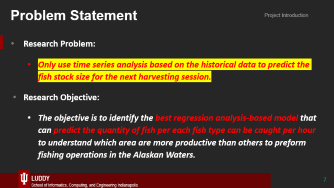 Problem Statement
Project Introduction
• Research Problem:
• Only use time series analysis based on the historical data to predict the
fish stock size for the next harvesting season.
• Research Objective:
• The objective is to identify the best regression analysis-based model that
can predict the quantity of fish per each fish type can be caught per hour
to understand which area are more productive than others to preform
fishing operations in the Alaskan Waters.
LUDDY
School of Informatics, Computing, and Engineering Indianapolis
7